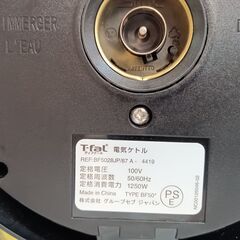 IMMERGER
L'EAU
T-fal 電気ケトル
REF:BF5028JP/87 A - 4419
定格電圧 100V
定格周波数 50/60Hz
定格消費電力 1250W
Made in China TYPE BF50*
株式会社 グループセブ ジャパン
PS
E